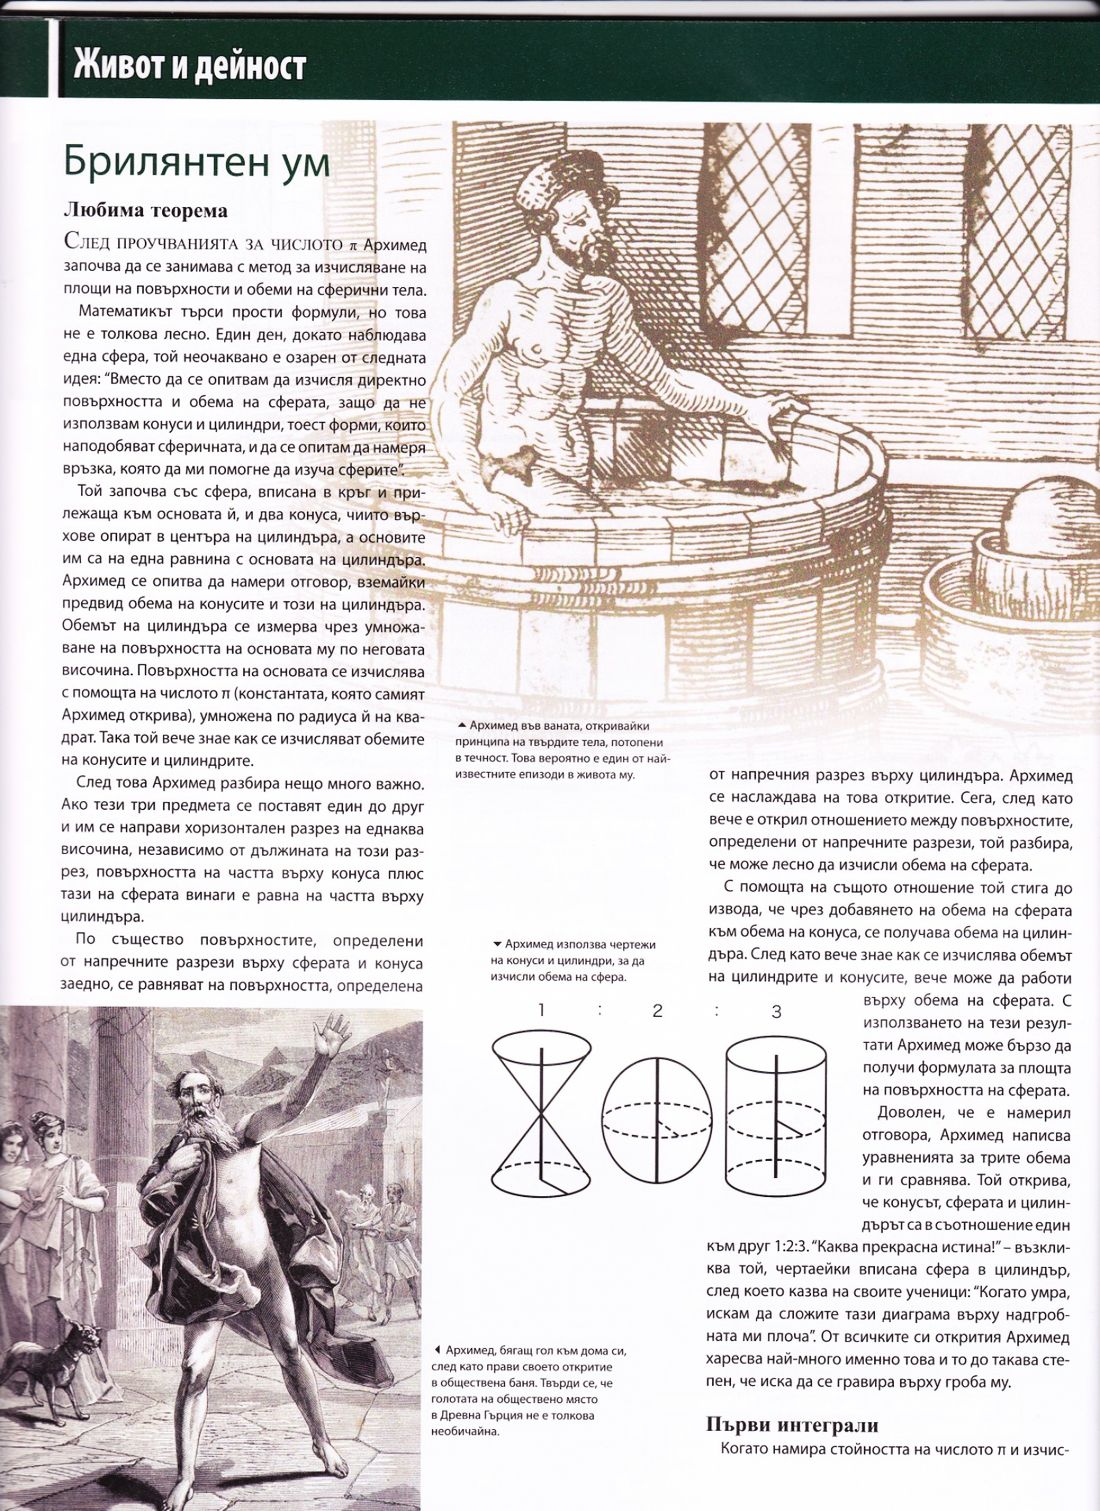 Живот и дейност
Брилянтен ум
Любима теорема
След проучванията за числото π Архимед
започва да се занимава с метод за изчисляване на
площи на повърхности и обеми на сферични тела.
Математикът търси прости формули, но това
не е толкова лесно. Един ден, докато наблюдава
една сфера, той неочаквано е озарен от следната
идея: “Вместо да се опитвам да изчисля директно
повърхността и обема на сферата, защо да не
използвам конуси и цилиндри, тоест форми, които
наподобяват сферичната, и да се опитам да намеря
връзка, която да ми помогне да изуча сферите”.
Той започва със сфера, вписана в кръг и при-
лежаща към основата ѝ, и два конуса, чиито вър-
хове опират в центъра на цилиндъра, а основите
им са на една равнина с основата на цилиндъра.
Архимед се опитва да намери отговор, вземайки
предвид обема на конусите и този на цилиндъра.
Обемът на цилиндъра се измерва чрез умножа-
ване на повърхността на основата му по неговата
височина. Повърхността на основата се изчислява
с помощта на числото π (константата, която самият
Архимед открива), умножена по радиуса ѝ на ква-
драт. Така той вече знае как се изчисляват обемите
на конусите и цилиндрите.
След това Архимед разбира нещо много важно.
Ако тези три предмета се поставят един до друг
и им се направи хоризонтален разрез на еднаква
височина, независимо от дължината на този раз-
рез, повърхността на частта върху конуса плюс
тази на сферата винаги е равна на частта върху
цилиндъра.
По същество повърхностите, определени
от напречните разрези върху сферата и конуса
заедно, се равняват на повърхността, определена
▲ Архимед във ваната, откривайки
принципа на твърдите тела, потопени
в течност. Това вероятно е един от най-
известните епизоди в живота му.
▼ Архимед използва чертежи
на конуси и цилиндри, за да
изчисли обема на сфера.
1 : 2 : 3
◀ Архимед, бягащ гол към дома си,
след като прави своето откритие
в обществена баня. Твърди се, че
голотата на обществено място
в Древна Гърция не е толкова
необичайна.
от напречния разрез върху цилиндъра. Архимед
се наслаждава на това откритие. Сега, след като
вече е открил отношението между повърхностите,
определени от напречните разрези, той разбира,
че може лесно да изчисли обема на сферата.
С помощта на същото отношение той стига до
извода, че чрез добавянето на обема на сферата
към обема на конуса, се получава обема на цилин-
дъра. След като вече знае как се изчислява обемът
на цилиндрите и конусите, вече може да работи
върху обема на сферата. С
използването на тези резул-
тати Архимед може бързо да
получи формулата за площта
на повърхността на сферата.
Доволен, че е намерил
отговора, Архимед написва
уравненията за трите обема
и ги сравнява. Той открива,
че конусът, сферата и цилин-
дърът са в съотношение един
към друг 1:2:3. “Каква прекрасна истина!” – възкли-
ква той, чертаейки вписана сфера в цилиндър,
след което казва на своите ученици: “Когато умра,
искам да сложите тази диаграма върху надгроб-
ната ми плоча”. От всичките си открития Архимед
харесва най-много именно това и то до такава сте-
пен, че иска да се гравира върху гроба му.
Първи интеграли
Когато намира стойността на числото π и изчис-